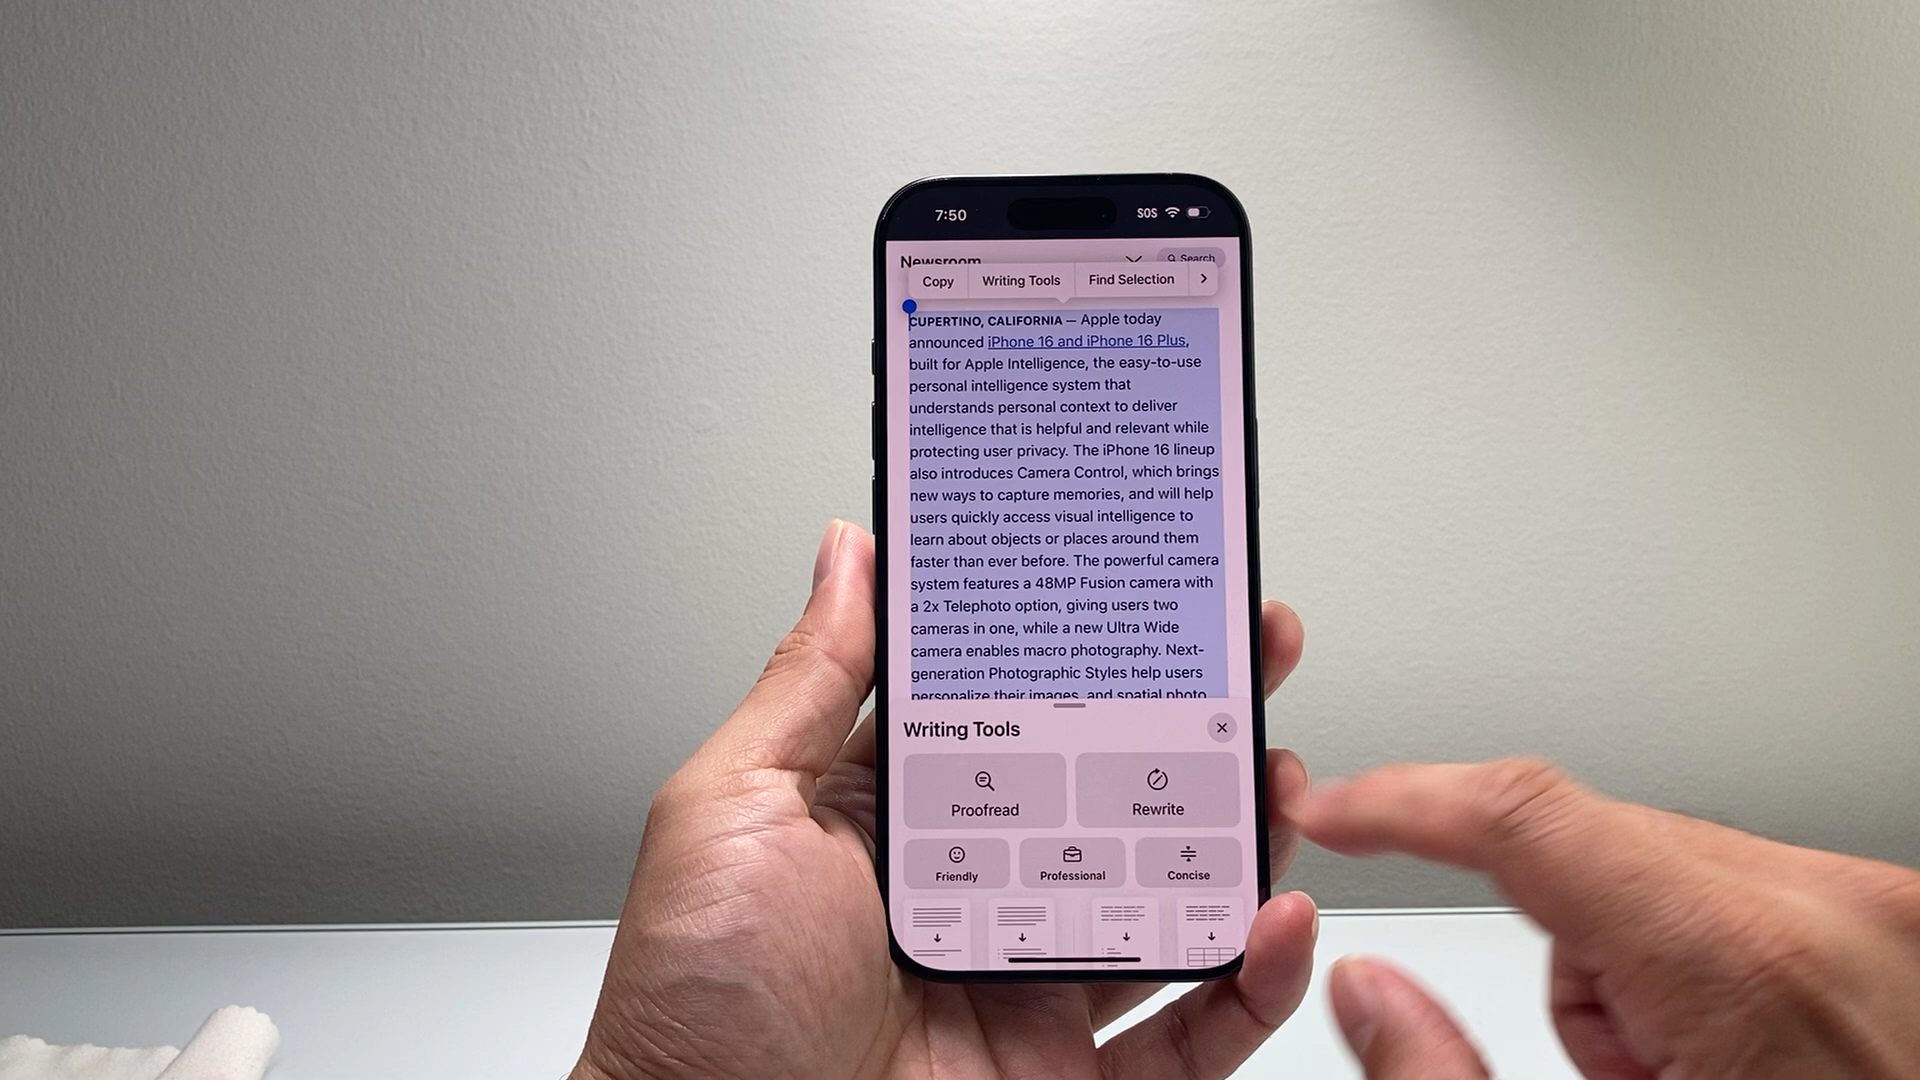 7:50 SOS
Newsroom Search
Copy Writing Tools Find Selection
CUPERTINO, CALIFORNIA — Apple today
announced iPhone 16 and iPhone 16 Plus,
built for Apple Intelligence, the easy-to-use
personal intelligence system that
understands personal context to deliver
intelligence that is helpful and relevant while
protecting user privacy. The iPhone 16 lineup
also introduces Camera Control, which brings
new ways to capture memories, and will help
users quickly access visual intelligence to
learn about objects or places around them
faster than ever before. The powerful camera
system features a 48MP Fusion camera with
a 2x Telephoto option, giving users two
cameras in one, while a new Ultra Wide
camera enables macro photography. Next-
generation Photographic Styles help users
personalize their images, and spatial photo
Writing Tools
Proofread Rewrite
Friendly Professional Concise